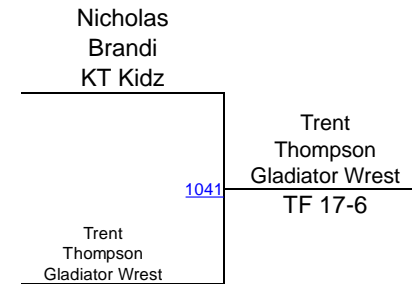 Nicholas
Brandi
KT Kidz
Trent
Thompson
Gladiator Wrest
TF 17-6
1041
Trent
Thompson
Gladiator Wrest